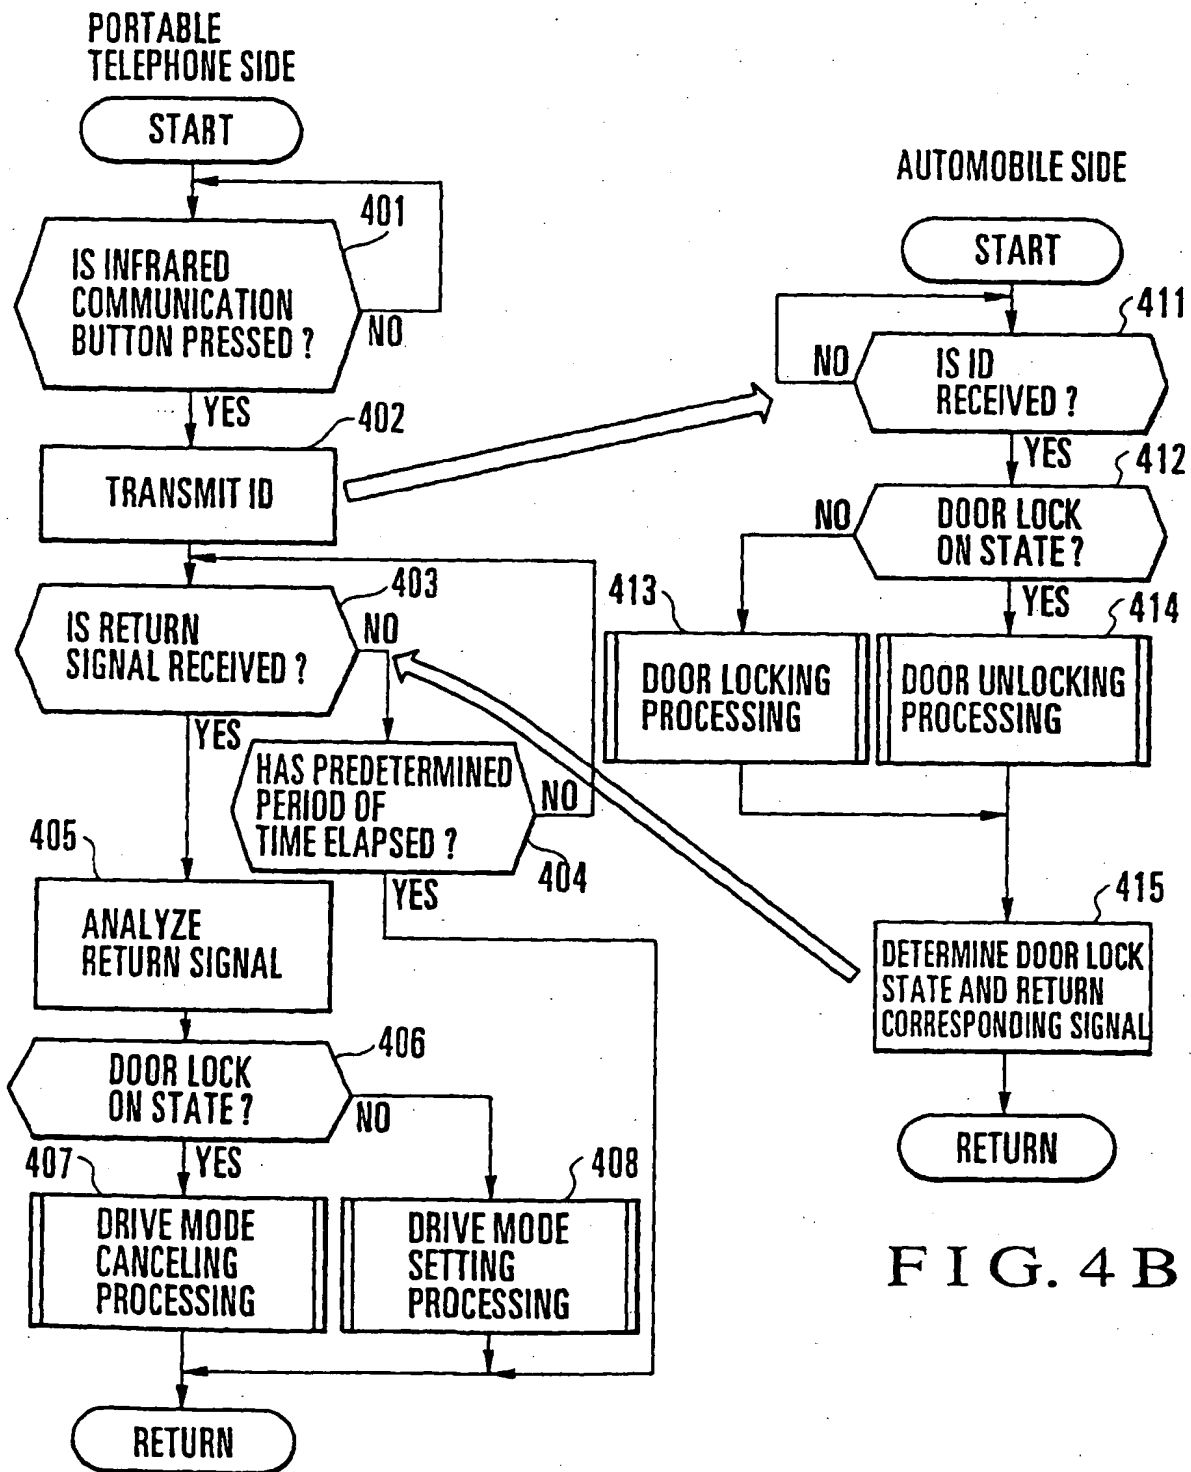 PORTABLE
TELEPHONE SIDE
START
401
IS INFRARED
COMMUNICATION
BUTTON PRESSED ?
NO
YES
402
TRANSMIT ID
403
IS RETURN
SIGNAL RECEIVED ?
NO
YES
HAS PREDETERMINED
PERIOD OF
TIME ELAPSED ?
NO
404
YES
405
ANALYZE
RETURN SIGNAL
406
DOOR LOCK
ON STATE ?
NO
YES
407
DRIVE MODE
CANCELING
PROCESSING
408
DRIVE MODE
SETTING
PROCESSING
RETURN
AUTOMOBILE SIDE
START
411
NO
IS ID
RECEIVED ?
YES
412
NO
DOOR LOCK
ON STATE ?
YES
413
DOOR LOCKING
PROCESSING
414
DOOR UNLOCKING
PROCESSING
415
DETERMINE DOOR LOCK
STATE AND RETURN
CORRESPONDING SIGNAL
RETURN
FIG. 4B